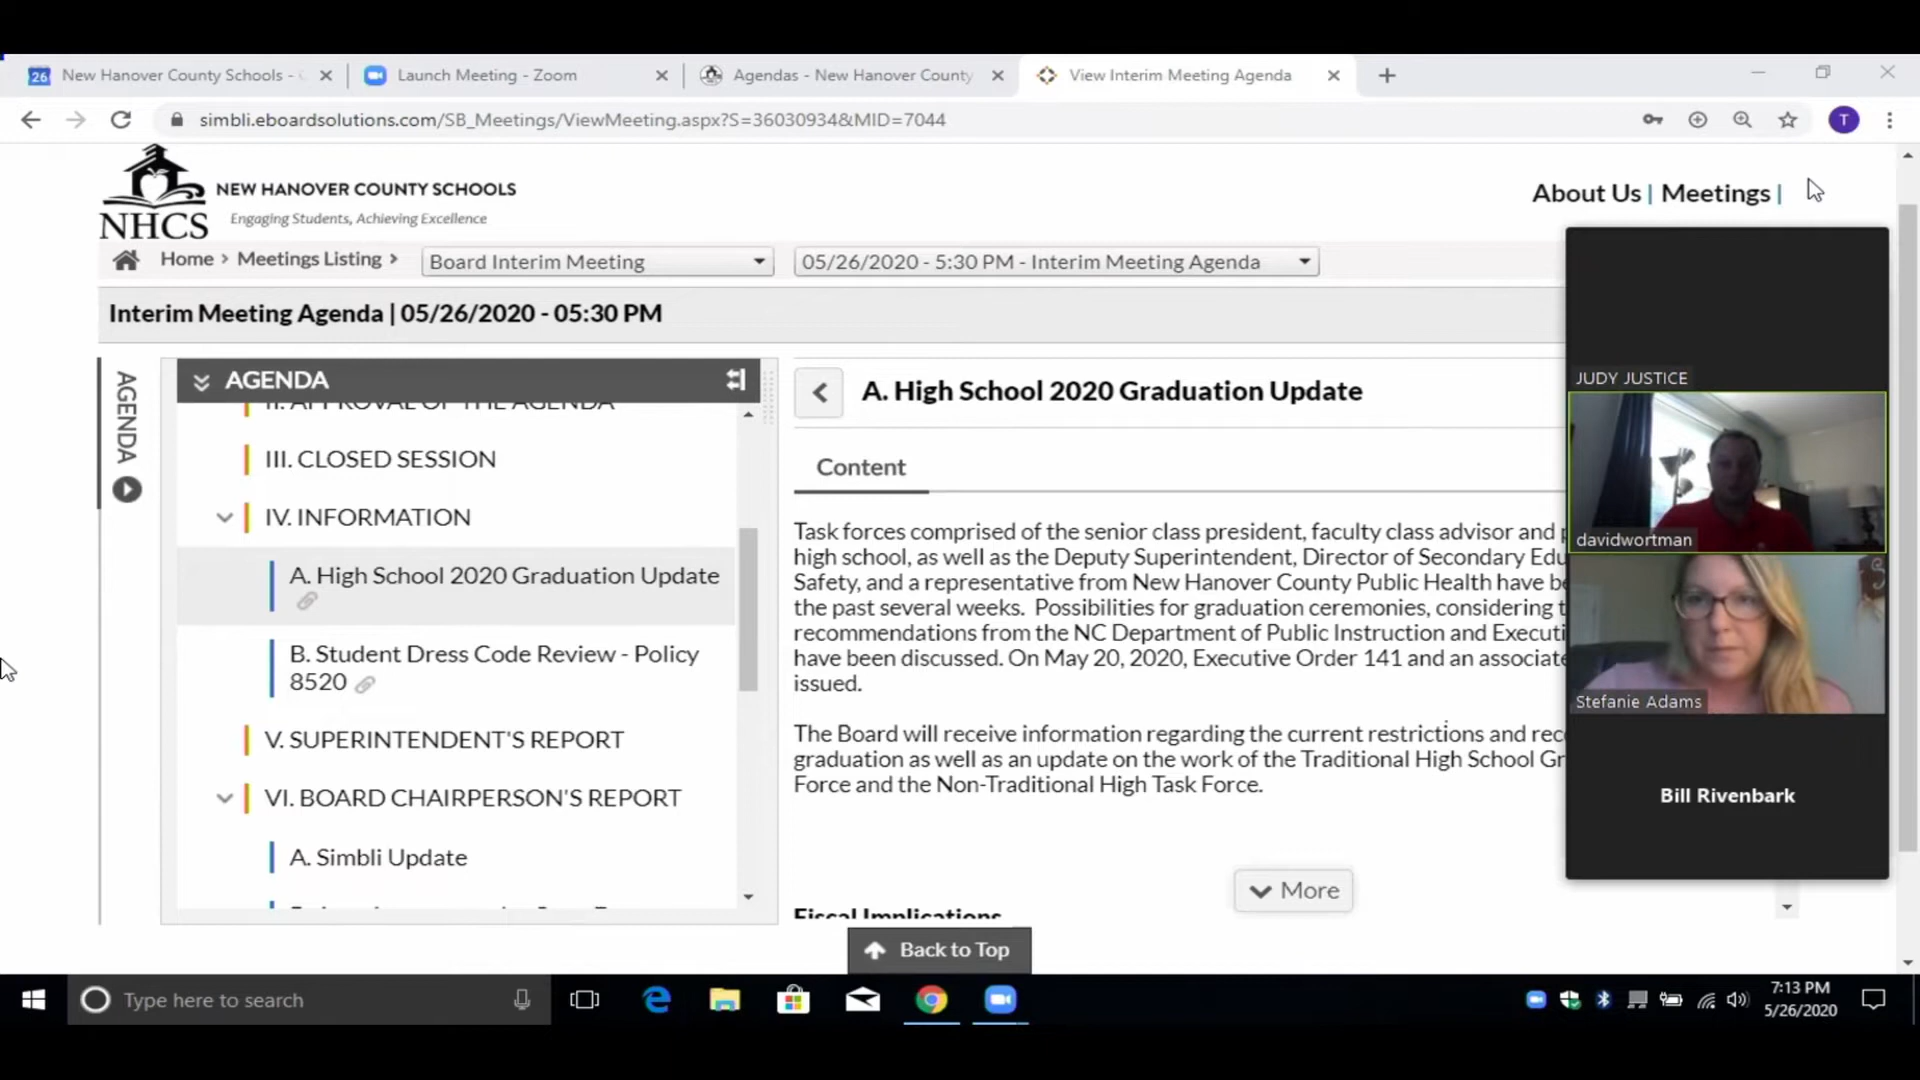 26 New Hanover County Schools - Launch Meeting - Zoom Agendas - New Hanover County View Interim Meeting Agenda
simbli.eboardsolutions.com/SB_Meetings/ViewMeeting.aspx?S=36030934&MID=7044 T
NEW HANOVER COUNTY SCHOOLS
NHCS Engaging Students, Achieving Excellence
About Us | Meetings |
Home > Meetings Listing > Board Interim Meeting 05/26/2020 - 5:30 PM - Interim Meeting Agenda
Interim Meeting Agenda | 05/26/2020 - 05:30 PM
AGENDA
AGENDA
II. APPROVAL OF THE AGENDA
III. CLOSED SESSION
IV. INFORMATION
A. High School 2020 Graduation Update
B. Student Dress Code Review - Policy
8520
V. SUPERINTENDENT'S REPORT
VI. BOARD CHAIRPERSON'S REPORT
A. Simbli Update
A. High School 2020 Graduation Update
Content
Task forces comprised of the senior class president, faculty class advisor and
high school, as well as the Deputy Superintendent, Director of Secondary
Safety, and a representative from New Hanover County Public Health have
the past several weeks. Possibilities for graduation ceremonies, considering
recommendations from the NC Department of Public Instruction and
have been discussed. On May 20, 2020, Executive Order 141 and an
issued.
The Board will receive information regarding the current restrictions and
graduation as well as an update on the work of the Traditional High School
Force and the Non-Traditional High Task Force.
More
Fiscal Implications
Back to Top
JUDY JUSTICE
davidwortman
Stefanie Adams
Bill Rivenbark
Type here to search
7:13 PM
5/26/2020